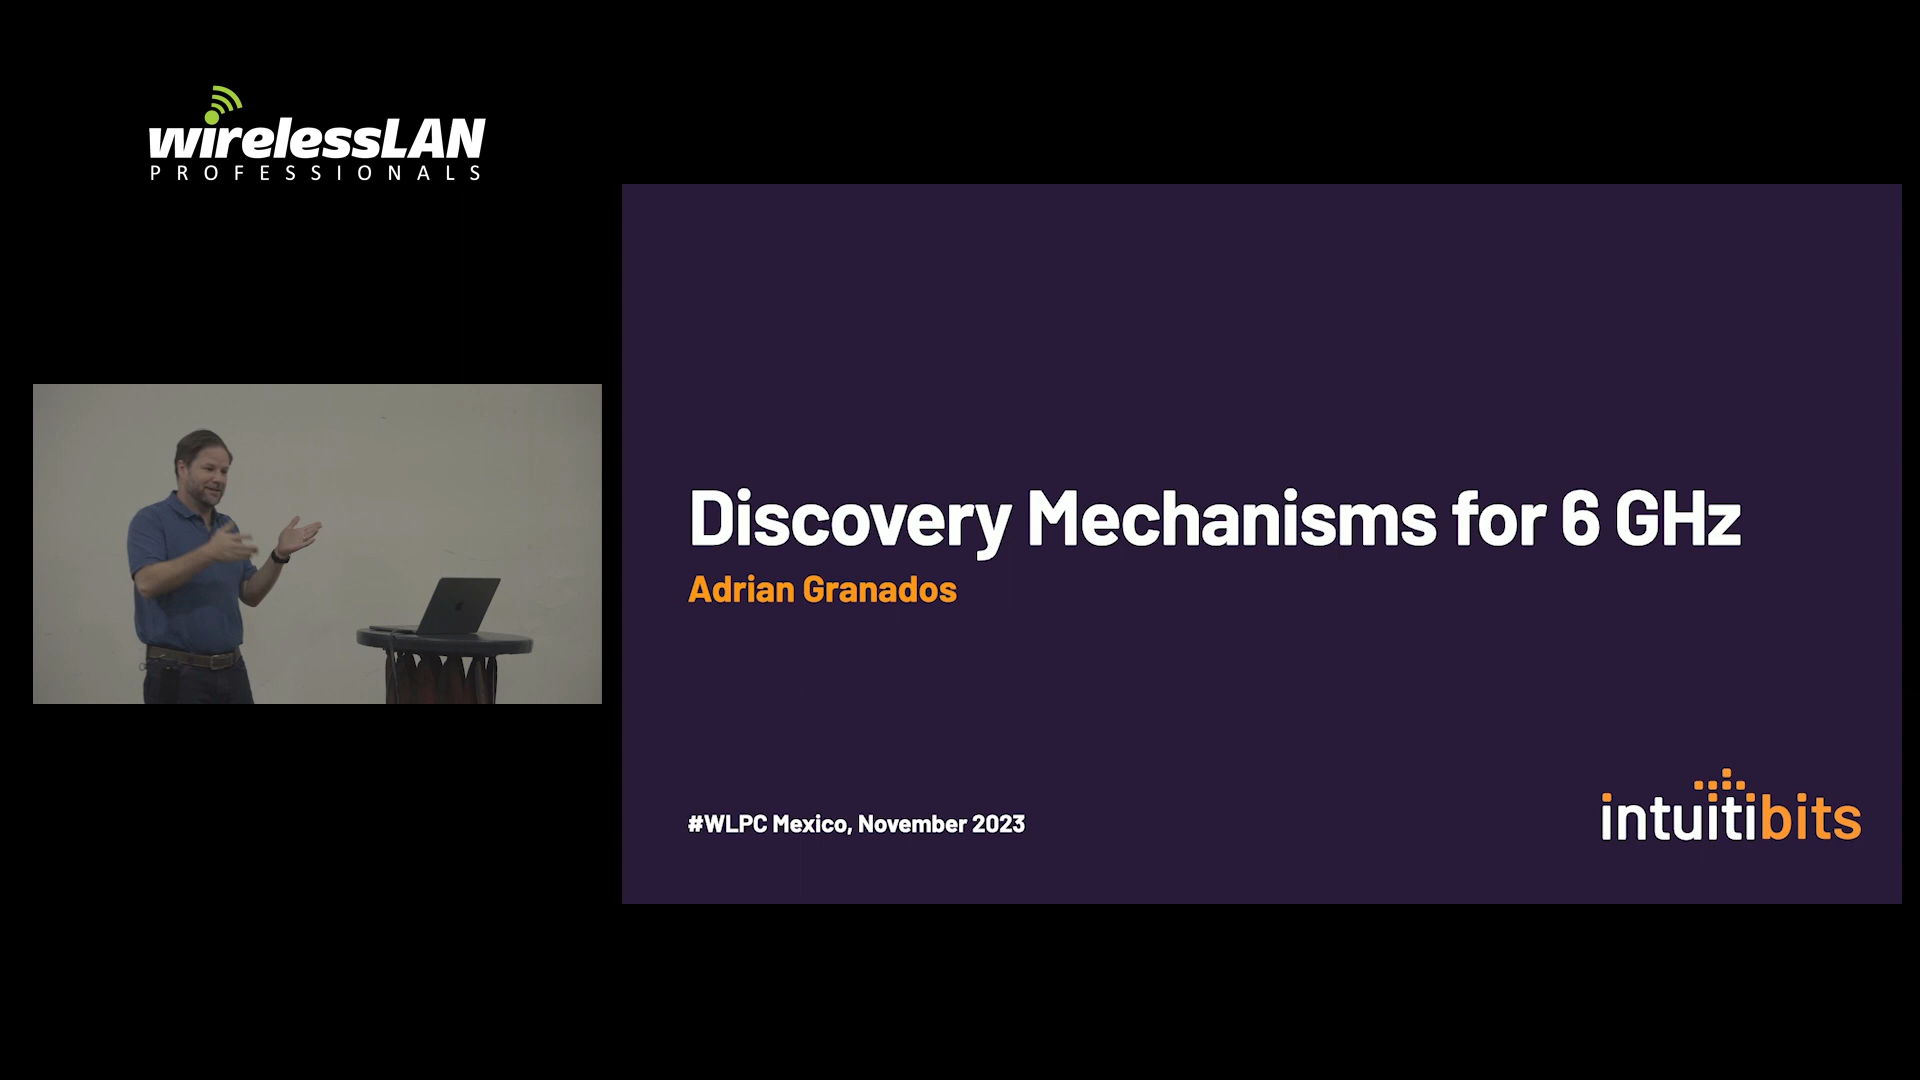 wirelessLAN
PROFESSIONALS
Discovery Mechanisms for 6 GHz
Adrian Granados
#WLPC Mexico, November 2023
intuitibits